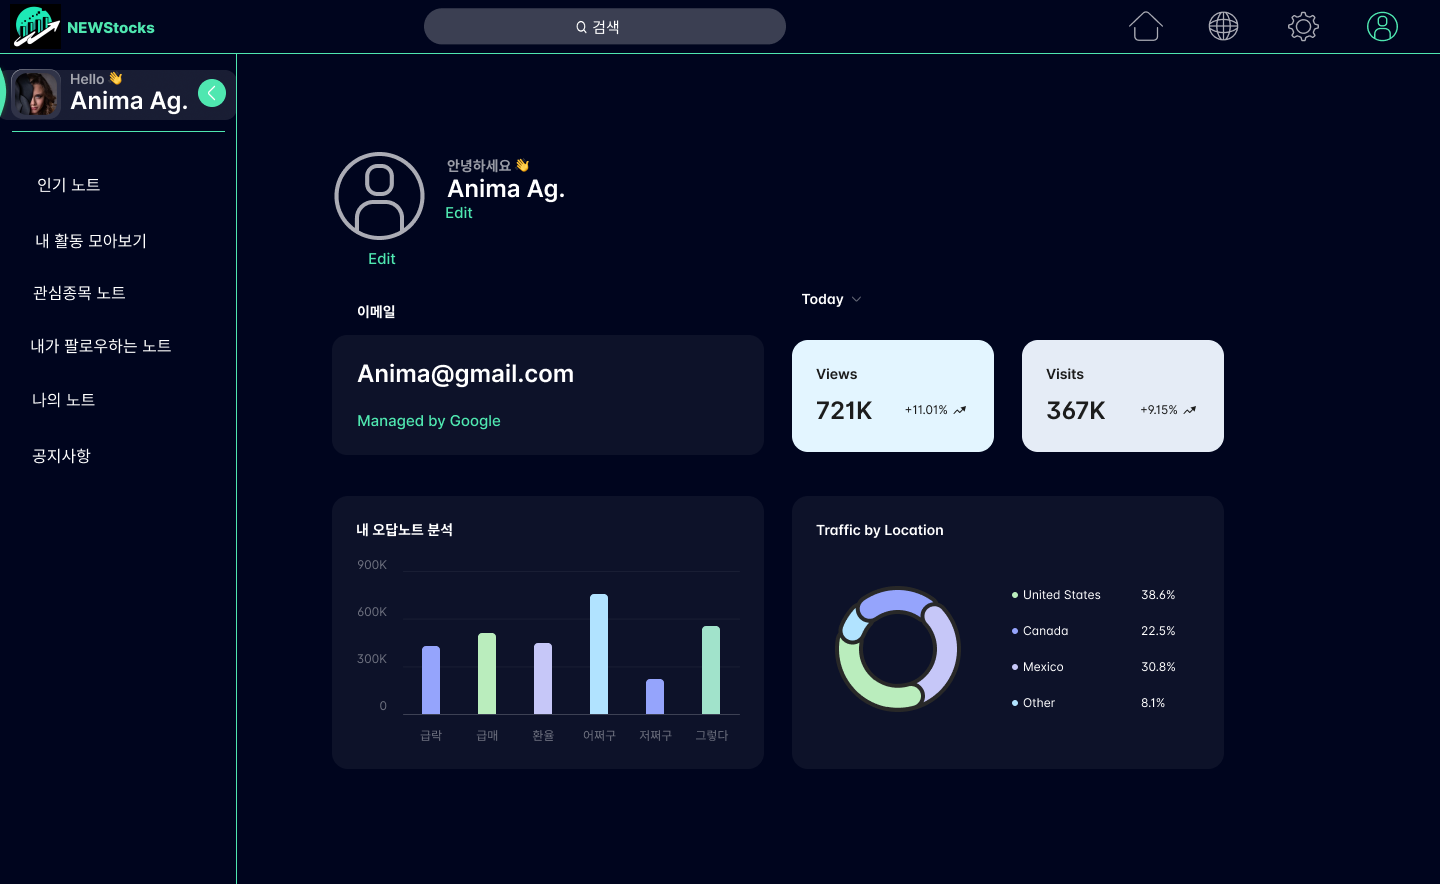 NEWStocks
검색
Hello 👋
Anima Ag.
인기 노트
내 활동 모아보기
관심종목 노트
내가 팔로우하는 노트
나의 노트
공지사항
안녕하세요 👋
Anima Ag.
Edit
Edit
이메일
Anima@gmail.com
Managed by Google
Today
Views
721K +11.01%
Visits
367K +9.15%
내 오답노트 분석
900K
600K
300K
0
급락 급매 환율 어쩌구 저쩌구 그렇다
Traffic by Location
United States 38.6%
Canada 22.5%
Mexico 30.8%
Other 8.1%